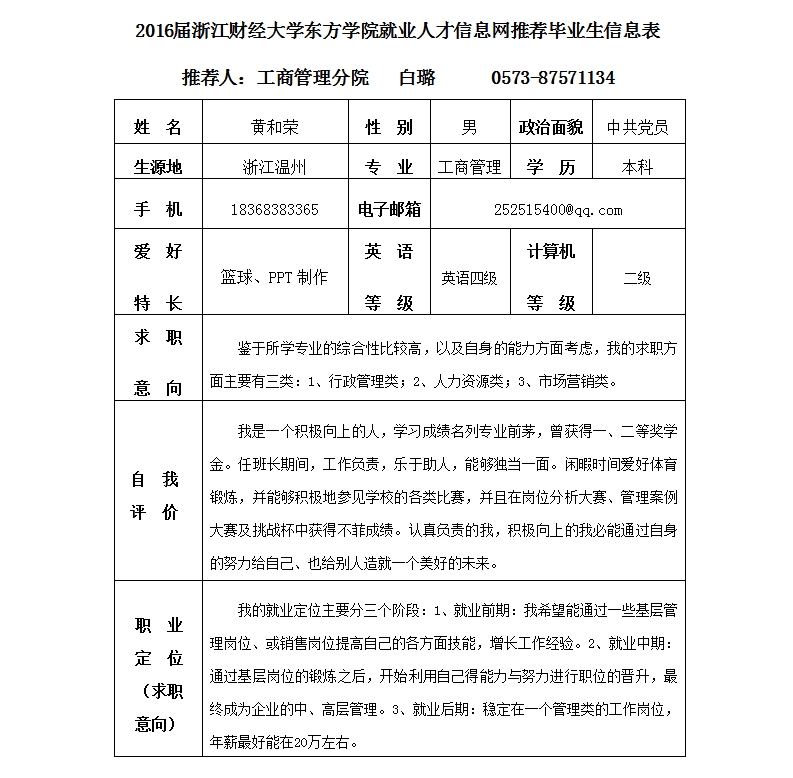 2016届浙江财经大学东方学院就业人才信息网推荐毕业生信息表
推荐人：工商管理分院 白璐 0573-87571134
姓 名 黄和荣 性 别 男 政治面貌 中共党员
生源地 浙江温州 专 业 工商管理 学 历 本科
手 机 18368383365 电子邮箱 252515400@qq.com
爱 好 英 语 计算机
篮球、PPT 制作 英语四级 二级
特 长 等 级 等 级
求 职
鉴于所学专业的综合性比较高，以及自身的能力方面考虑，我的求职方
面主要有三类：1、行政管理类；2、人力资源类；3、市场营销类。
意 向
我是一个积极向上的人，学习成绩名列专业前茅，曾获得一、二等奖学
金。任班长期间，工作负责，乐于助人，能够独当一面。闲暇时间爱好体育
自 我
锻炼，并能够积极地参见学校的各类比赛，并且在岗位分析大赛、管理案例
评 价
大赛及挑战杯中获得不菲成绩。认真负责的我，积极向上的我必能通过自身
的努力给自己、也给别人造就一个美好的未来。
我的就业定位主要分三个阶段：1、就业前期：我希望能通过一些基层管
职 业
理岗位、或销售岗位提高自己的各方面技能，增长工作经验。2、就业中期：
定 位
通过基层岗位的锻炼之后，开始利用自己得能力与努力进行职位的晋升，最
（求职
终成为企业的中、高层管理。3、就业后期：稳定在一个管理类的工作岗位，
意向）
年薪最好能在20万左右。